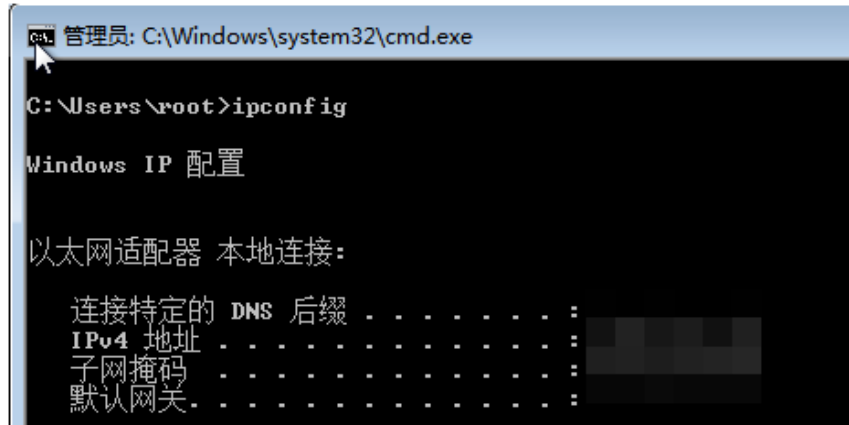 管理员: C:\Windows\system32\cmd.exe
C:\Users\root>ipconfig
Windows IP 配置
以太网适配器 本地连接:
连接特定的 DNS 后缀 . . . . . . . :
IPv4 地址 . . . . . . . . . . . . :
子网掩码 . . . . . . . . . . . . :
默认网关. . . . . . . . . . . . . :